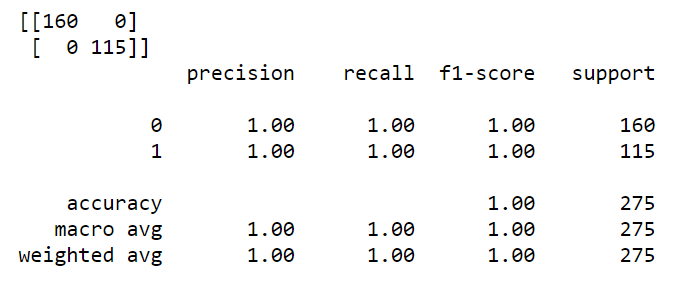 [[160   0]
 [  0 115]]
              precision    recall  f1-score   support

           0       1.00      1.00      1.00       160
           1       1.00      1.00      1.00       115

    accuracy                           1.00       275
   macro avg       1.00      1.00      1.00       275
weighted avg       1.00      1.00      1.00       275